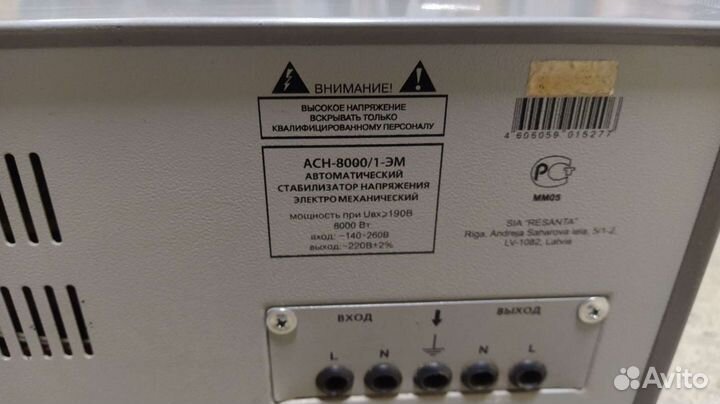 ВНИМАНИЕ!
ВЫСОКОЕ НАПРЯЖЕНИЕ
ВСКРЫВАТЬ ТОЛЬКО
КВАЛИФИЦИРОВАННОМУ ПЕРСОНАЛУ
АСН-8000/1-ЭМ
АВТОМАТИЧЕСКИЙ
СТАБИЛИЗАТОР НАПРЯЖЕНИЯ
ЭЛЕКТРОМЕХАНИЧЕСКИЙ
мощность при Uвх≥190В
8000 Вт
вход: ~140-260В
выход: ~220В±2%
4 606059 015277
РСТ
ММ05
SIA "RESANTA"
Riga, Andreja Saharova iela, 5/1-2,
LV-1082, Latvia
ВХОД ВЫХОД
L N N L
Avito